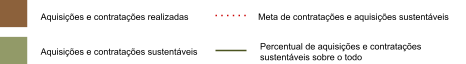 Aquisições e contratações realizadas
Meta de contratações e aquisições sustentáveis
Aquisições e contratações sustentáveis
Percentual de aquisições e contratações
sustentáveis sobre o todo